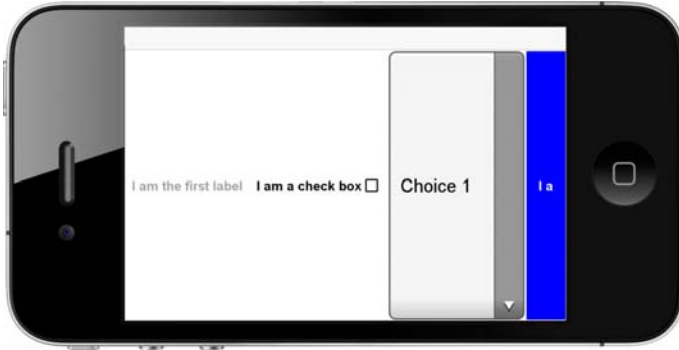 I am the first label
I am a check box
Choice 1
I a